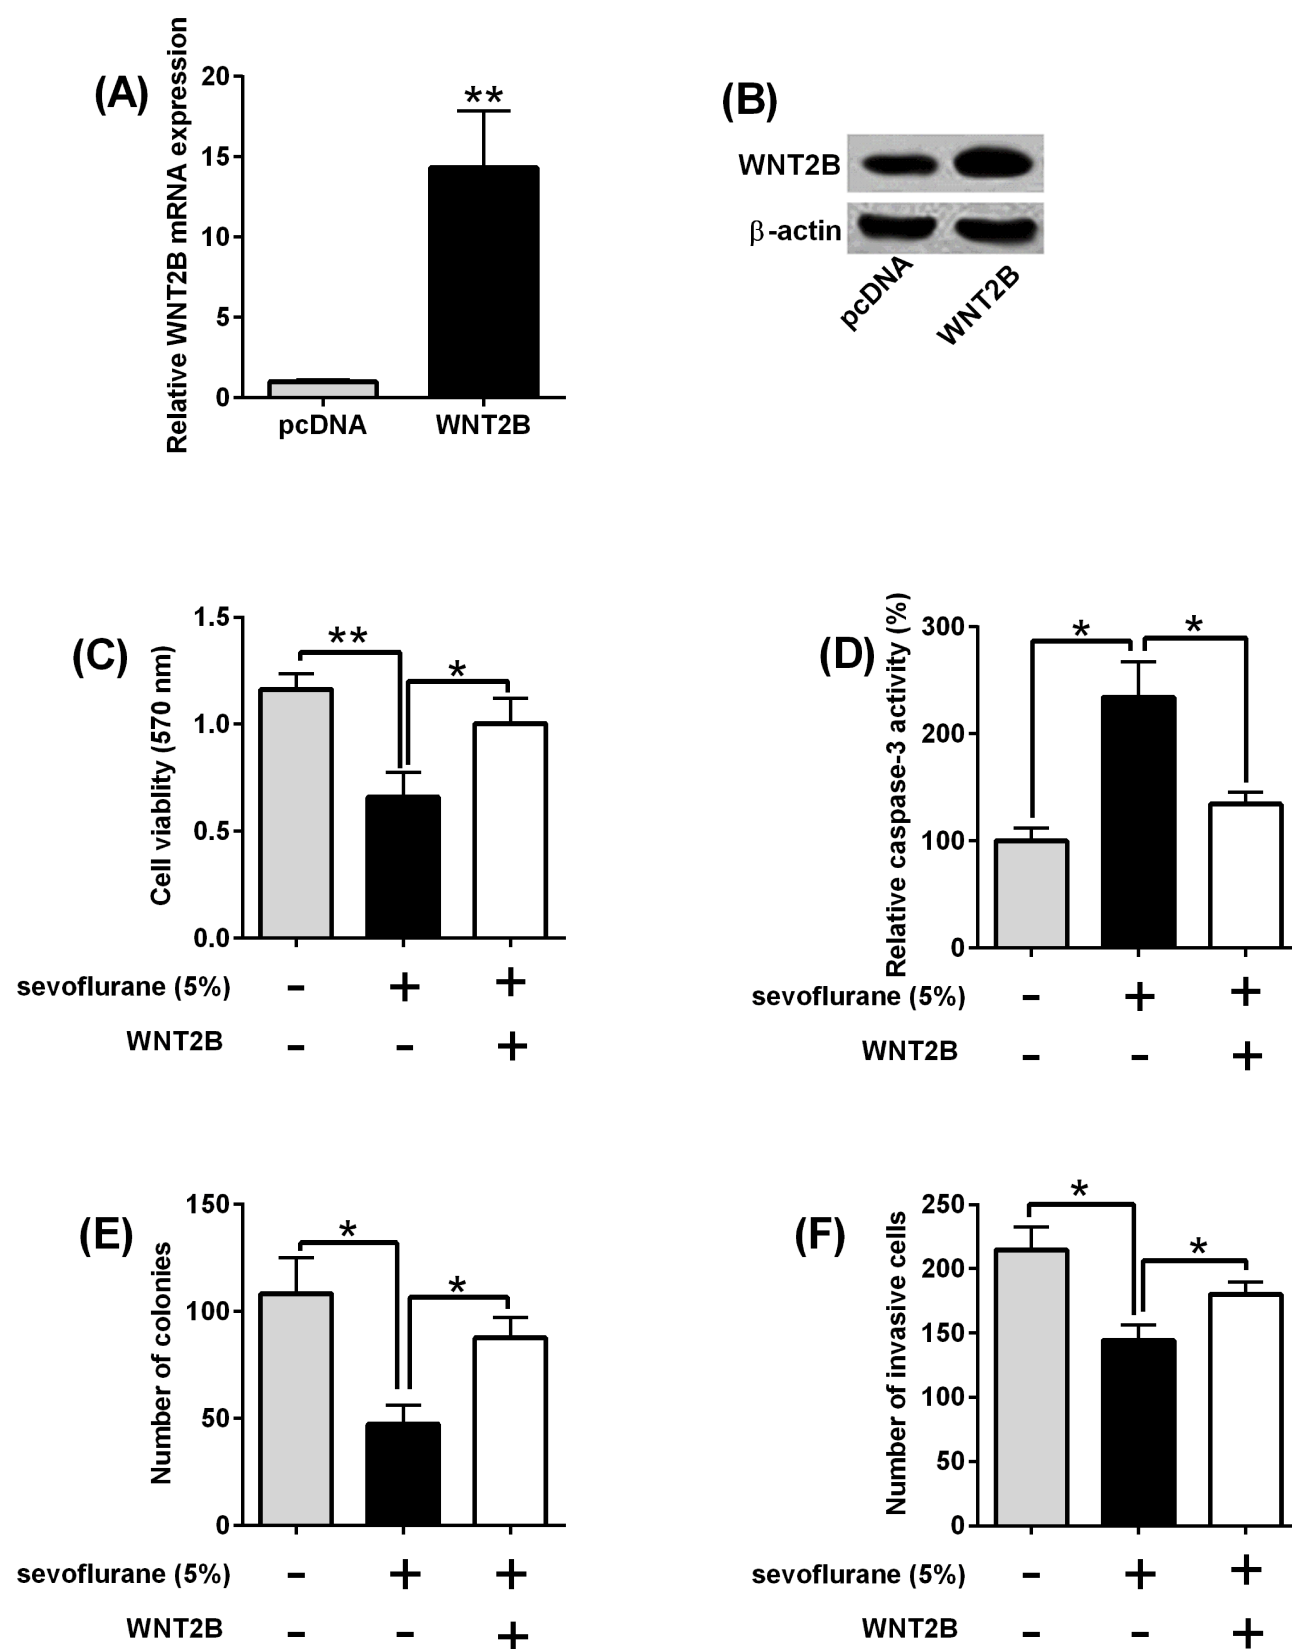 (A)
Relative WNT2B mRNA expression
20
15
10
5
0
**
pcDNA WNT2B
(B)
WNT2B
β-actin
pcDNA WNT2B
(C)
Cell viablity (570 nm)
1.5
1.0
0.5
0.0
**
*
sevoflurane (5%) - + +
WNT2B - - +
(D)
Relative caspase-3 activity (%)
300
200
100
0
* *
sevoflurane (5%) - + +
WNT2B - - +
(E)
Number of colonies
150
100
50
0
*
*
sevoflurane (5%) - + +
WNT2B - - +
(F)
Number of invasive cells
250
200
150
100
50
0
*
*
sevoflurane (5%) - + +
WNT2B - - +